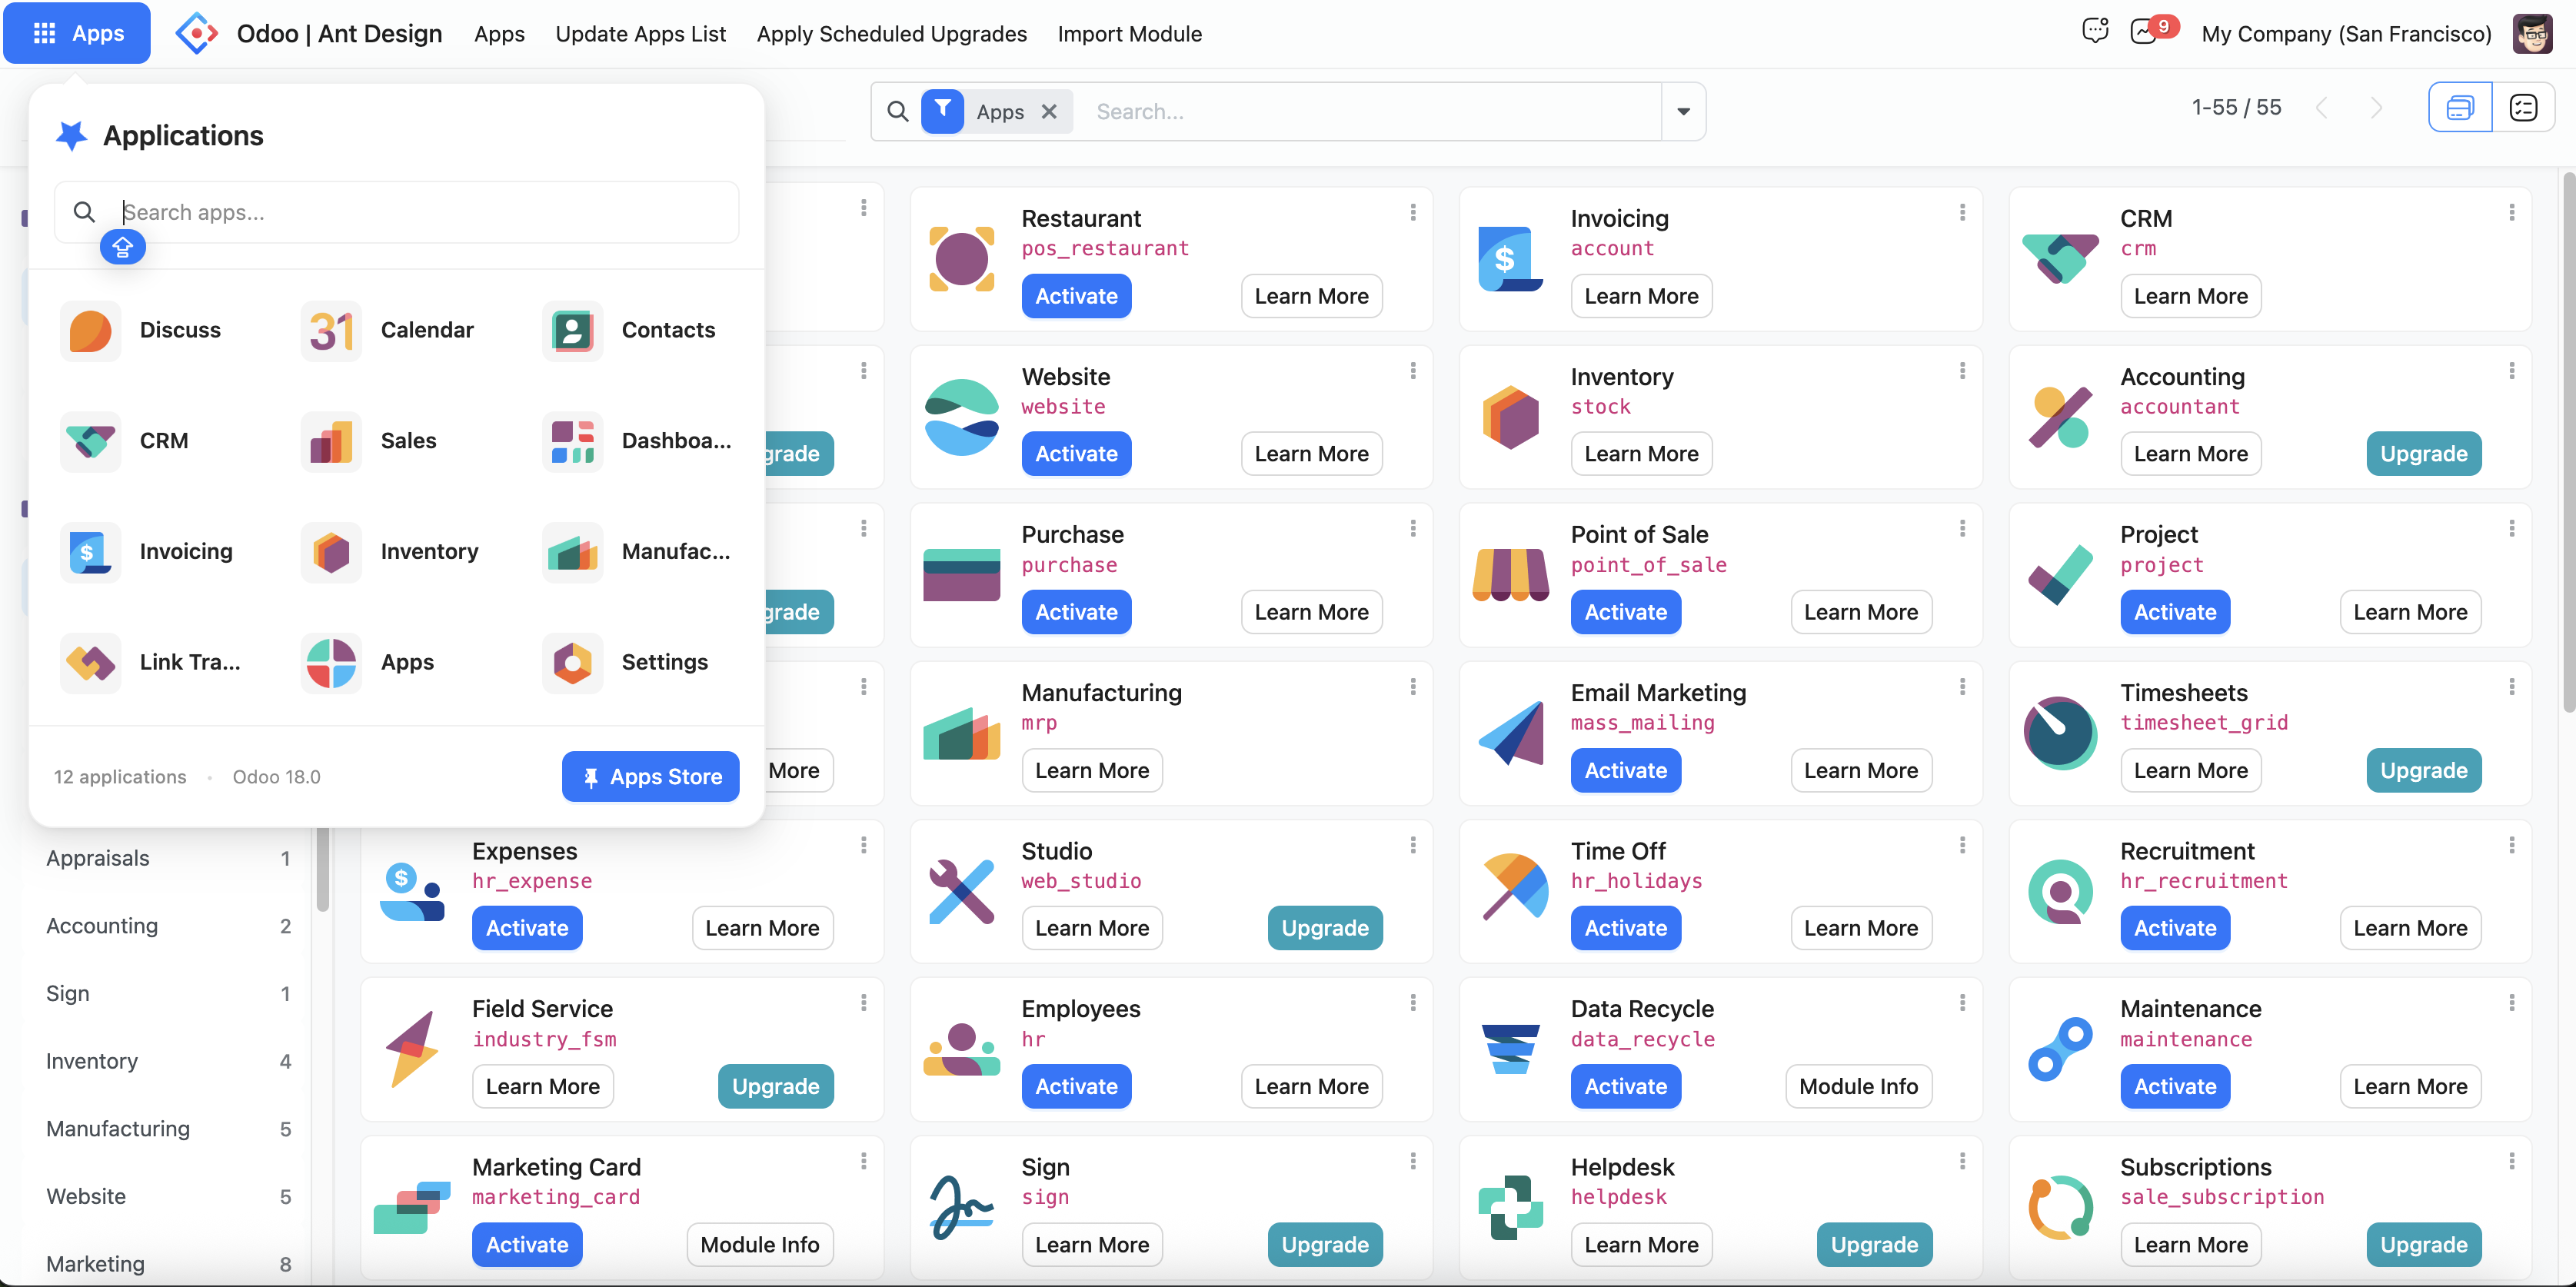 Apps
Odoo | Ant Design
Apps
Update Apps List
Apply Scheduled Upgrades
Import Module
9
My Company (San Francisco)
Apps
Search...
1-55 / 55
Applications
Search apps...
Discuss
31
Calendar
Contacts
CRM
Sales
Dashboa...
$
Invoicing
Inventory
Manufac...
Link Tra...
Apps
Settings
12 applications
Odoo 18.0
Apps Store
Appraisals 1
Accounting 2
Sign 1
Inventory 4
Manufacturing 5
Website 5
Marketing 8
Restaurant
pos_restaurant
Activate
Learn More
$
Invoicing
account
Learn More
CRM
crm
Learn More
grade
Website
website
Activate
Learn More
Inventory
stock
Learn More
Accounting
accountant
Learn More
Upgrade
grade
Purchase
purchase
Activate
Learn More
Point of Sale
point_of_sale
Activate
Learn More
Project
project
Activate
Learn More
More
Manufacturing
mrp
Learn More
Email Marketing
mass_mailing
Activate
Learn More
Timesheets
timesheet_grid
Learn More
Upgrade
$
Expenses
hr_expense
Activate
Learn More
Studio
web_studio
Learn More
Upgrade
Time Off
hr_holidays
Activate
Learn More
Recruitment
hr_recruitment
Activate
Learn More
Field Service
industry_fsm
Learn More
Upgrade
Employees
hr
Activate
Learn More
Data Recycle
data_recycle
Activate
Module Info
Maintenance
maintenance
Activate
Learn More
Marketing Card
marketing_card
Activate
Module Info
Sign
sign
Learn More
Upgrade
Helpdesk
helpdesk
Learn More
Upgrade
Subscriptions
sale_subscription
Learn More
Upgrade